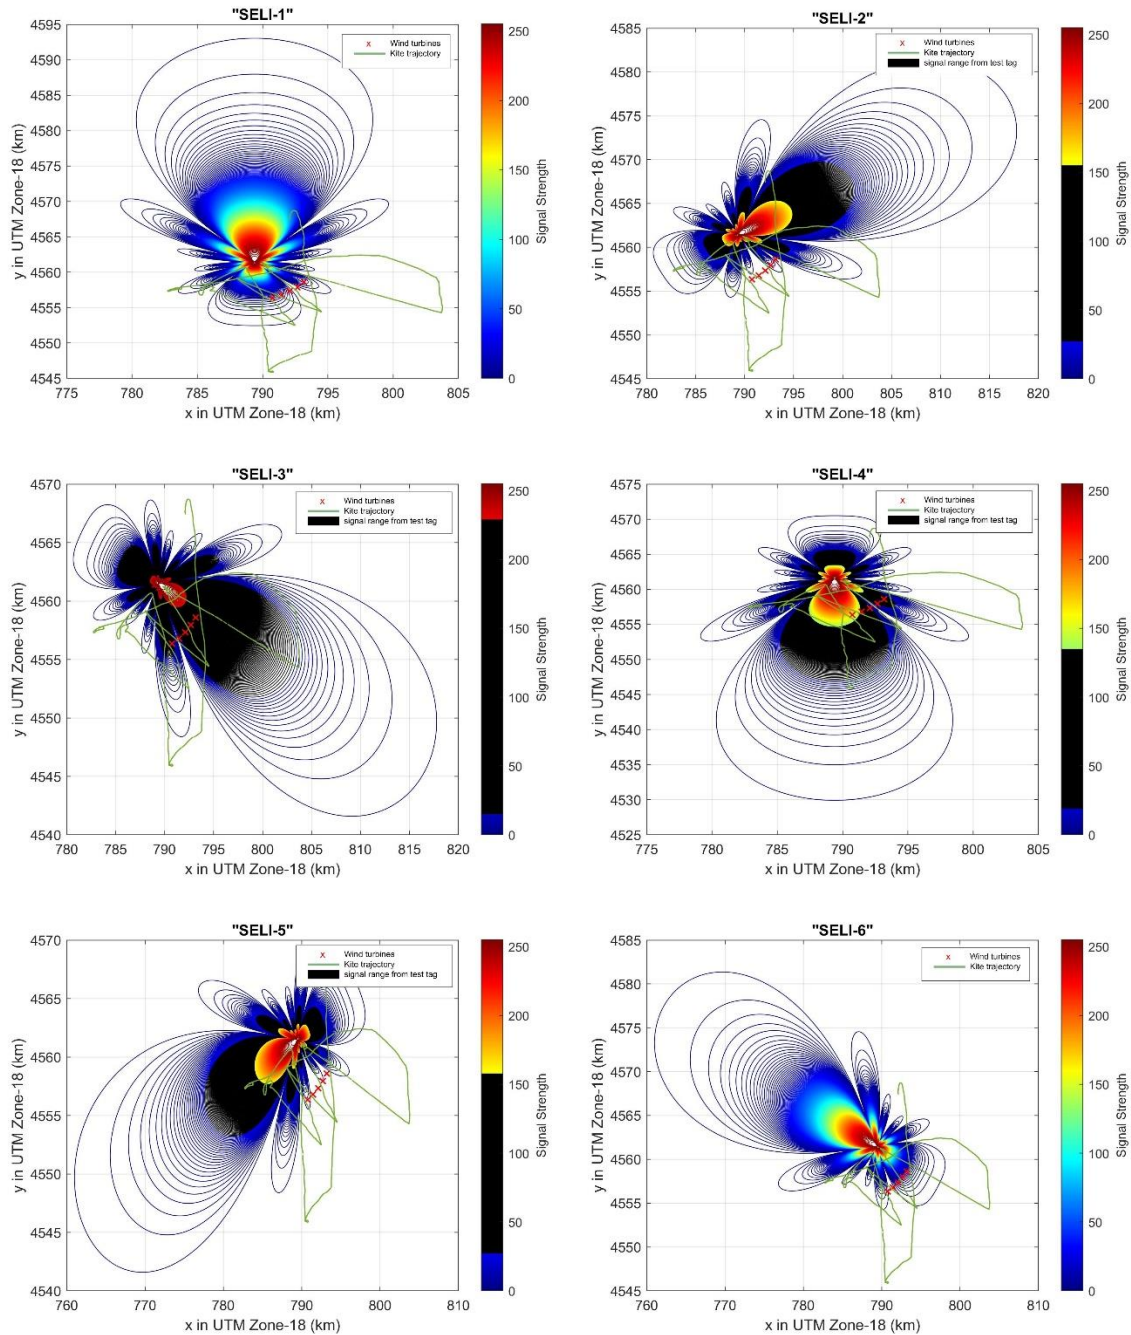 "SELI-1"
x Wind turbines
Kite trajectory
4595
4590
4585
4580
4575
4570
4565
4560
4555
4550
4545
y in UTM Zone-18 (km)
775 780 785 790 795 800 805
x in UTM Zone-18 (km)
250
200
150
100
50
0
Signal Strength
"SELI-2"
x Wind turbines
Kite trajectory
signal range from test tag
4585
4580
4575
4570
4565
4560
4555
4550
4545
y in UTM Zone-18 (km)
780 785 790 795 800 805 810 815 820
x in UTM Zone-18 (km)
250
200
150
100
50
0
Signal Strength
"SELI-3"
x Wind turbines
Kite trajectory
signal range from test tag
4570
4565
4560
4555
4550
4545
4540
y in UTM Zone-18 (km)
780 785 790 795 800 805 810 815 820
x in UTM Zone-18 (km)
250
200
150
100
50
0
Signal Strength
"SELI-4"
x Wind turbines
Kite trajectory
signal range from test tag
4575
4570
4565
4560
4555
4550
4545
4540
4535
4530
4525
y in UTM Zone-18 (km)
775 780 785 790 795 800 805
x in UTM Zone-18 (km)
250
200
150
100
50
0
Signal Strength
"SELI-5"
x Wind turbines
Kite trajectory
signal range from test tag
4570
4565
4560
4555
4550
4545
4540
y in UTM Zone-18 (km)
760 770 780 790 800 810
x in UTM Zone-18 (km)
250
200
150
100
50
0
Signal Strength
"SELI-6"
x Wind turbines
Kite trajectory
4585
4580
4575
4570
4565
4560
4555
4550
4545
y in UTM Zone-18 (km)
760 770 780 790 800 810
x in UTM Zone-18 (km)
250
200
150
100
50
0
Signal Strength